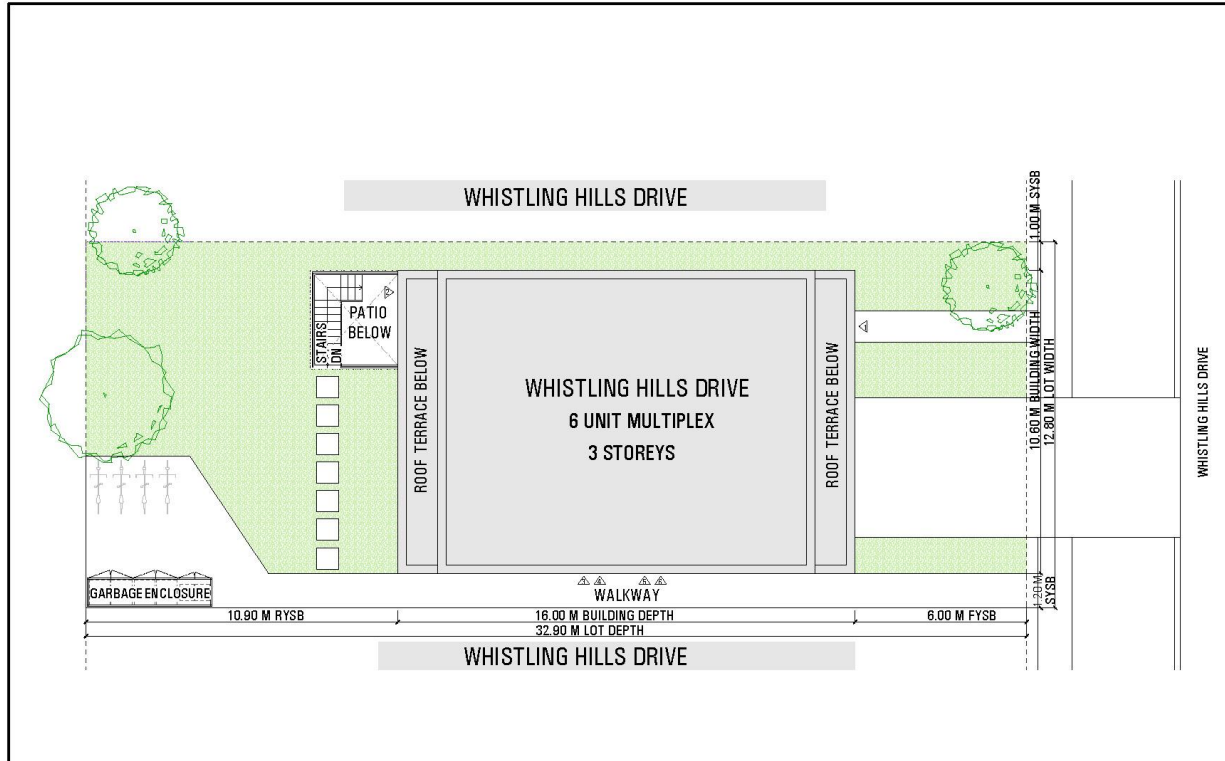 WHISTLING HILLS DRIVE
1.00 M SYSB
STAIRS
DN
PATIO
BELOW
ROOF TERRACE BELOW
WHISTLING HILLS DRIVE
6 UNIT MULTIPLEX
3 STOREYS
ROOF TERRACE BELOW
10.60 M BUILDING WIDTH
12.80 M LOT WIDTH
WHISTLING HILLS DRIVE
GARBAGE ENCLOSURE
WALKWAY
1.20 M
SYSB
10.90 M RYSB
16.00 M BUILDING DEPTH
6.00 M FYSB
32.90 M LOT DEPTH
WHISTLING HILLS DRIVE